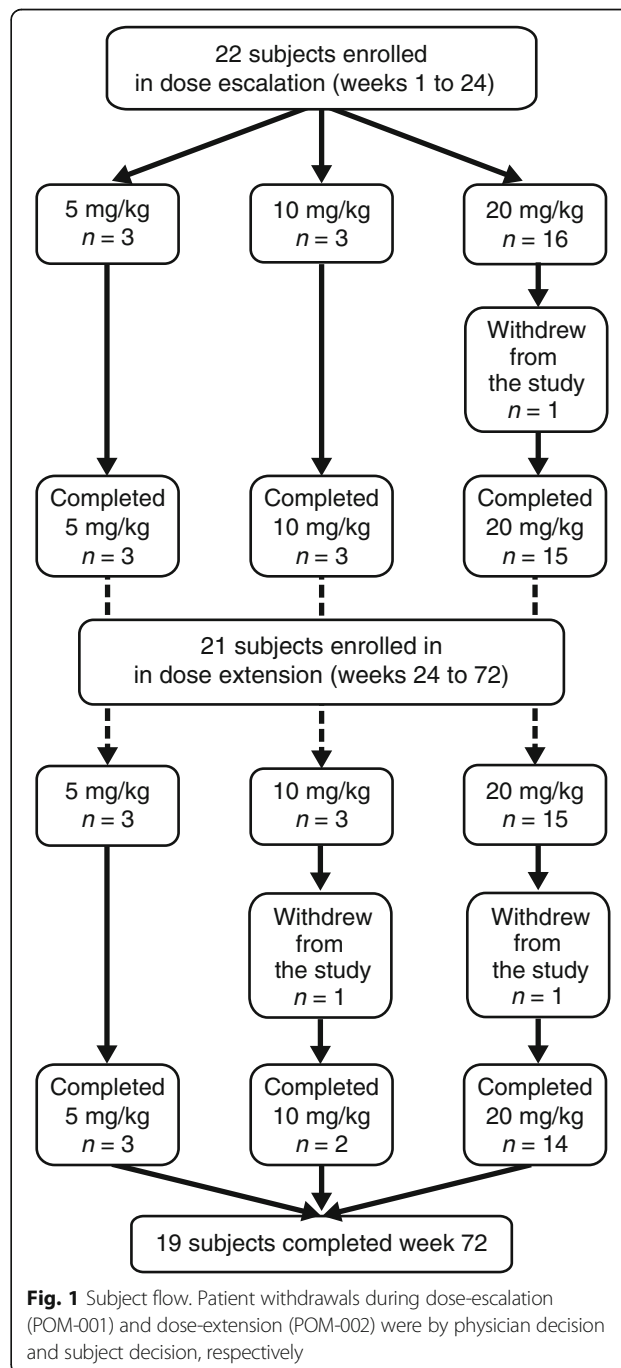 22 subjects enrolled
in dose escalation (weeks 1 to 24)
5 mg/kg
n = 3
10 mg/kg
n = 3
20 mg/kg
n = 16
Withdrew
from
the study
n = 1
Completed
5 mg/kg
n = 3
Completed
10 mg/kg
n = 3
Completed
20 mg/kg
n = 15
21 subjects enrolled in
in dose extension (weeks 24 to 72)
5 mg/kg
n = 3
10 mg/kg
n = 3
20 mg/kg
n = 15
Withdrew
from
the study
n = 1
Withdrew
from
the study
n = 1
Completed
5 mg/kg
n = 3
Completed
10 mg/kg
n = 2
Completed
20 mg/kg
n = 14
19 subjects completed week 72
Fig. 1 Subject flow. Patient withdrawals during dose-escalation
(POM-001) and dose-extension (POM-002) were by physician decision
and subject decision, respectively